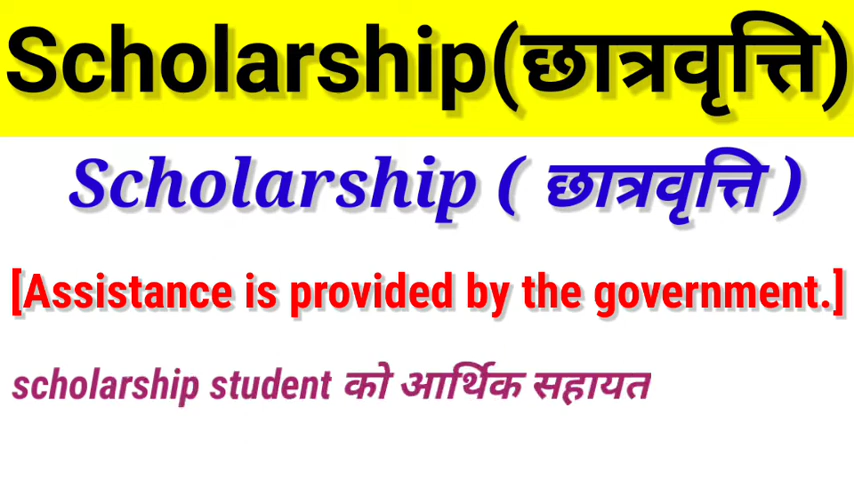 Scholarship(छात्रवृत्ति)
Scholarship ( छात्रवृत्ति )
[Assistance is provided by the government.]
scholarship student को आर्थिक सहायत